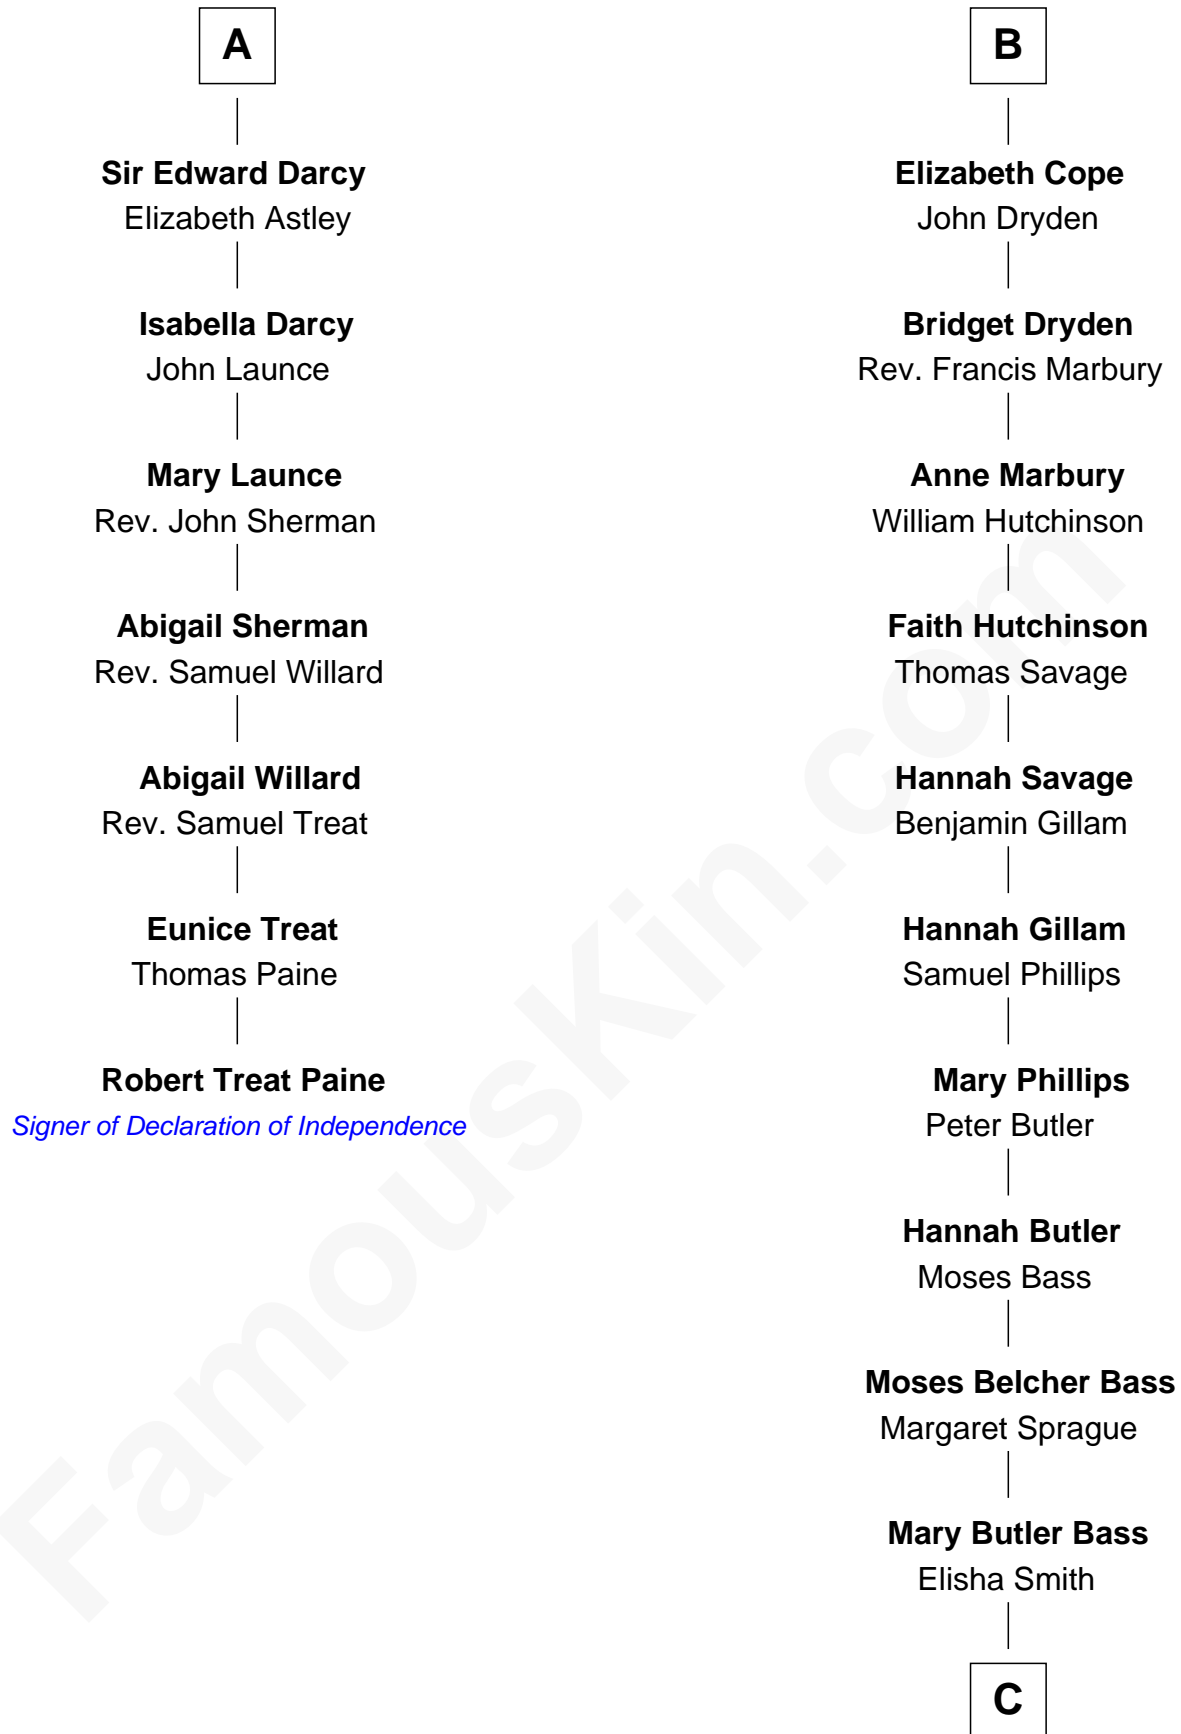 A
Sir Edward Darcy
Elizabeth Astley
Isabella Darcy
John Launce
Mary Launce
Rev. John Sherman
Abigail Sherman
Rev. Samuel Willard
Abigail Willard
Rev. Samuel Treat
Eunice Treat
Thomas Paine
Robert Treat Paine
Signer of Declaration of Independence
B
Elizabeth Cope
John Dryden
Bridget Dryden
Rev. Francis Marbury
Anne Marbury
William Hutchinson
Faith Hutchinson
Thomas Savage
Hannah Savage
Benjamin Gillam
Hannah Gillam
Samuel Phillips
Mary Phillips
Peter Butler
Hannah Butler
Moses Bass
Moses Belcher Bass
Margaret Sprague
Mary Butler Bass
Elisha Smith
C
FamousKin.com